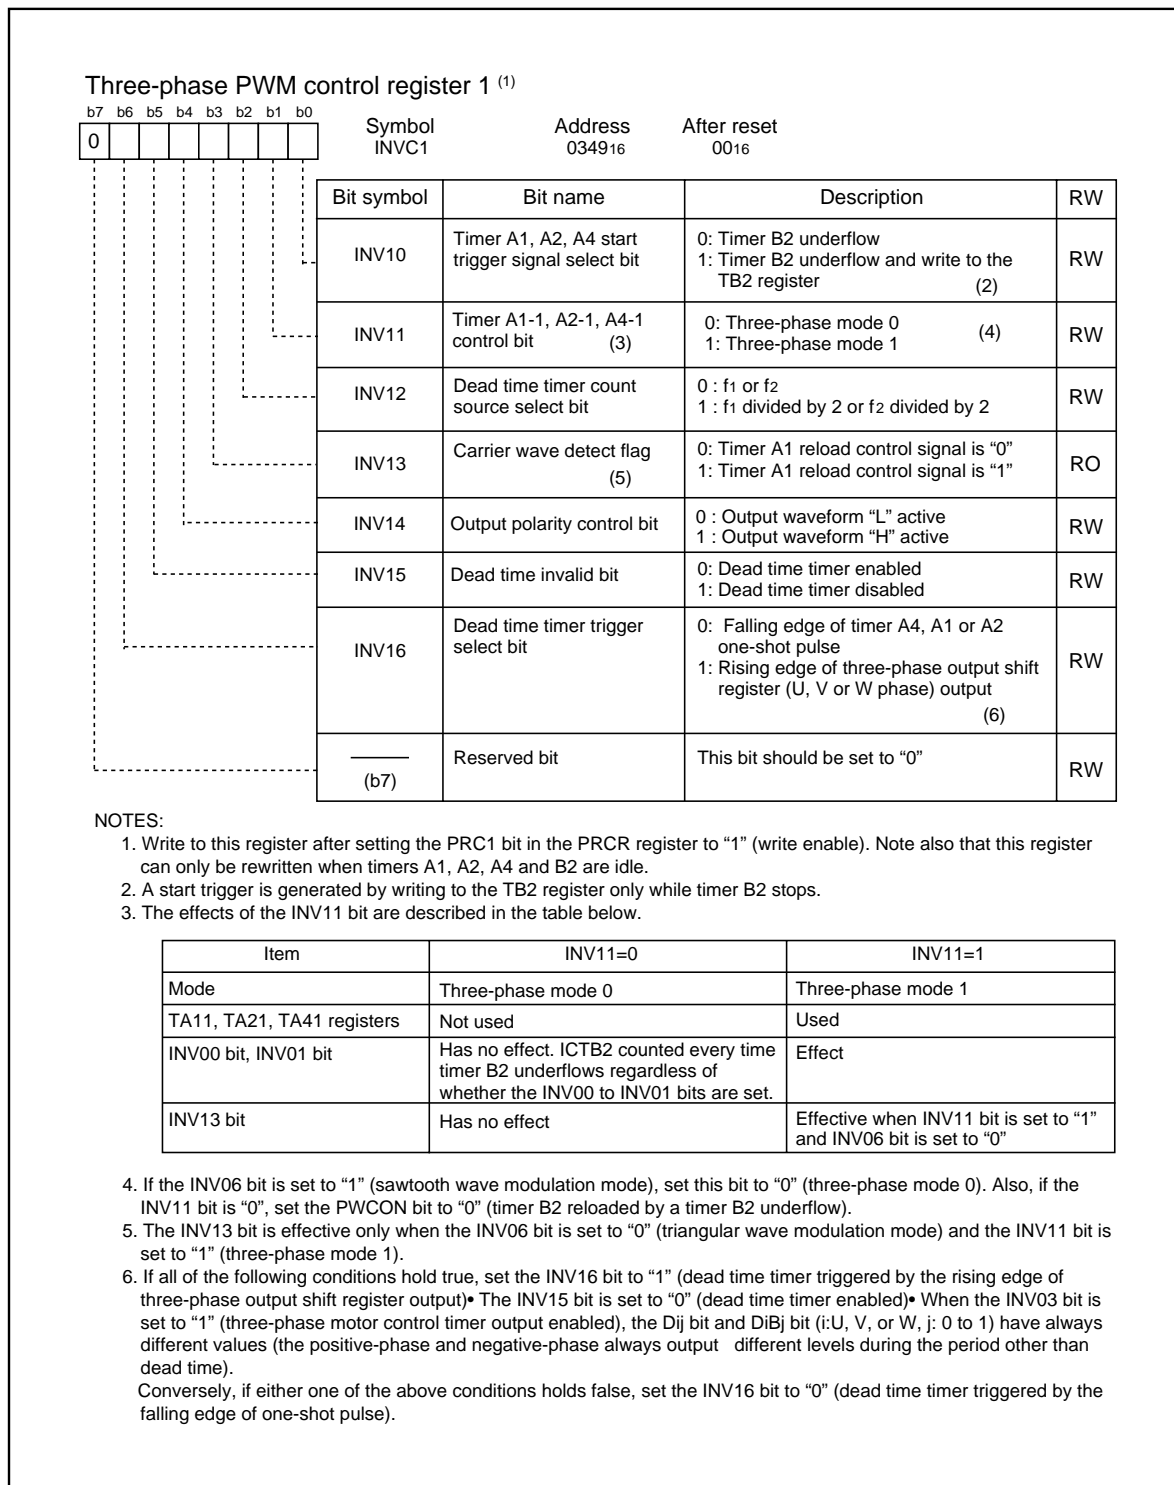 Three-phase PWM control register 1 (1)
b7 b6 b5 b4 b3 b2 b1 b0
0
Symbol Address After reset
INVC1 034916 0016
Bit symbol Bit name Description RW
INV10 Timer A1, A2, A4 start trigger signal select bit 0: Timer B2 underflow RW
1: Timer B2 underflow and write to the
TB2 register (2)
INV11 Timer A1-1, A2-1, A4-1 control bit (3) 0: Three-phase mode 0 (4) RW
1: Three-phase mode 1
INV12 Dead time timer count source select bit 0 : f1 or f2 RW
1 : f1 divided by 2 or f2 divided by 2
INV13 Carrier wave detect flag (5) 0: Timer A1 reload control signal is “0” RO
1: Timer A1 reload control signal is “1”
INV14 Output polarity control bit 0 : Output waveform “L” active RW
1 : Output waveform “H” active
INV15 Dead time invalid bit 0: Dead time timer enabled RW
1: Dead time timer disabled
INV16 Dead time timer trigger select bit 0: Falling edge of timer A4, A1 or A2 RW
one-shot pulse
1: Rising edge of three-phase output shift
register (U, V or W phase) output
(6)
(b7) Reserved bit This bit should be set to “0” RW
NOTES:
1. Write to this register after setting the PRC1 bit in the PRCR register to “1” (write enable). Note also that this register
can only be rewritten when timers A1, A2, A4 and B2 are idle.
2. A start trigger is generated by writing to the TB2 register only while timer B2 stops.
3. The effects of the INV11 bit are described in the table below.
Item INV11=0 INV11=1
Mode Three-phase mode 0 Three-phase mode 1
TA11, TA21, TA41 registers Not used Used
INV00 bit, INV01 bit Has no effect. ICTB2 counted every time Effect
timer B2 underflows regardless of
whether the INV00 to INV01 bits are set.
INV13 bit Has no effect Effective when INV11 bit is set to “1”
and INV06 bit is set to “0”
4. If the INV06 bit is set to “1” (sawtooth wave modulation mode), set this bit to “0” (three-phase mode 0). Also, if the
INV11 bit is “0”, set the PWCON bit to “0” (timer B2 reloaded by a timer B2 underflow).
5. The INV13 bit is effective only when the INV06 bit is set to “0” (triangular wave modulation mode) and the INV11 bit is
set to “1” (three-phase mode 1).
6. If all of the following conditions hold true, set the INV16 bit to “1” (dead time timer triggered by the rising edge of
three-phase output shift register output)• The INV15 bit is set to “0” (dead time timer enabled)• When the INV03 bit is
set to “1” (three-phase motor control timer output enabled), the Dij bit and DiBj bit (i:U, V, or W, j: 0 to 1) have always
different values (the positive-phase and negative-phase always output different levels during the period other than
dead time).
Conversely, if either one of the above conditions holds false, set the INV16 bit to “0” (dead time timer triggered by the
falling edge of one-shot pulse).